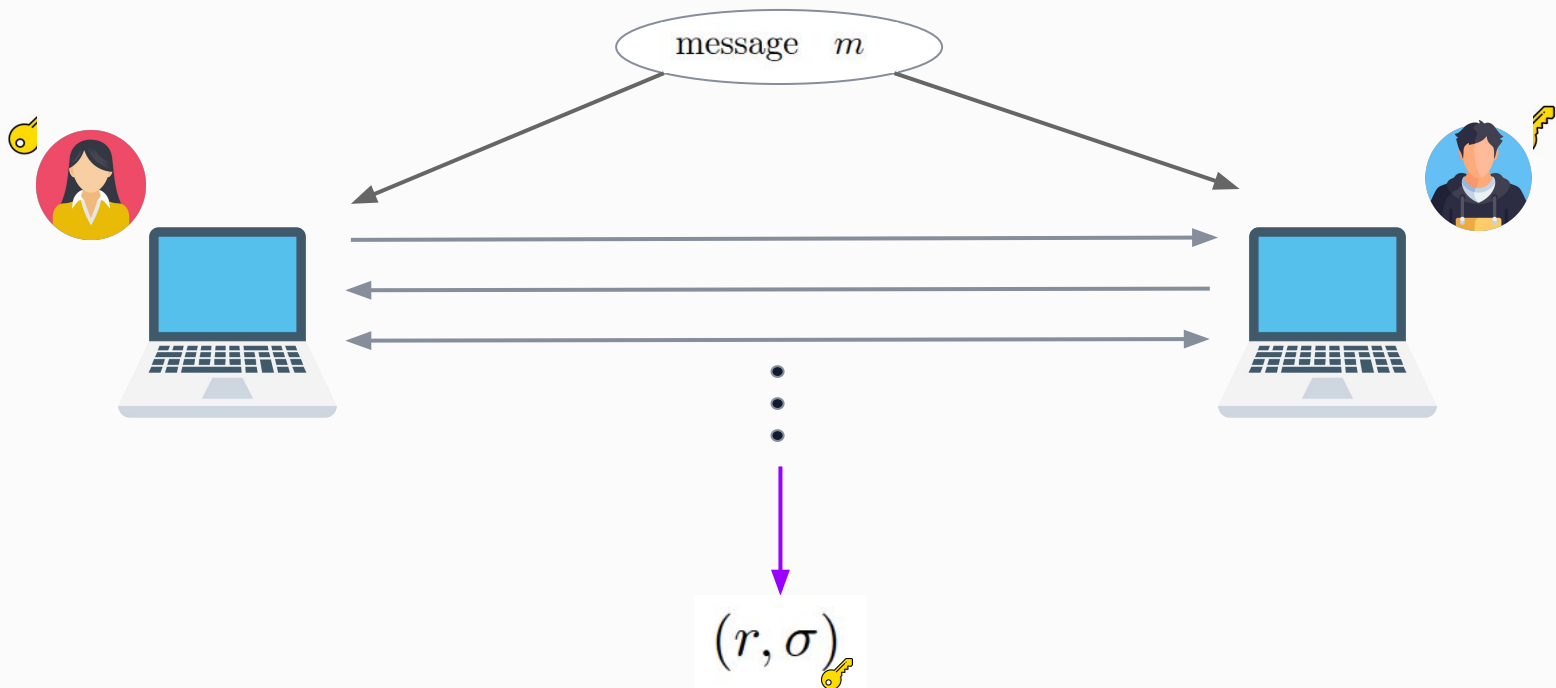 message m
(r, σ)